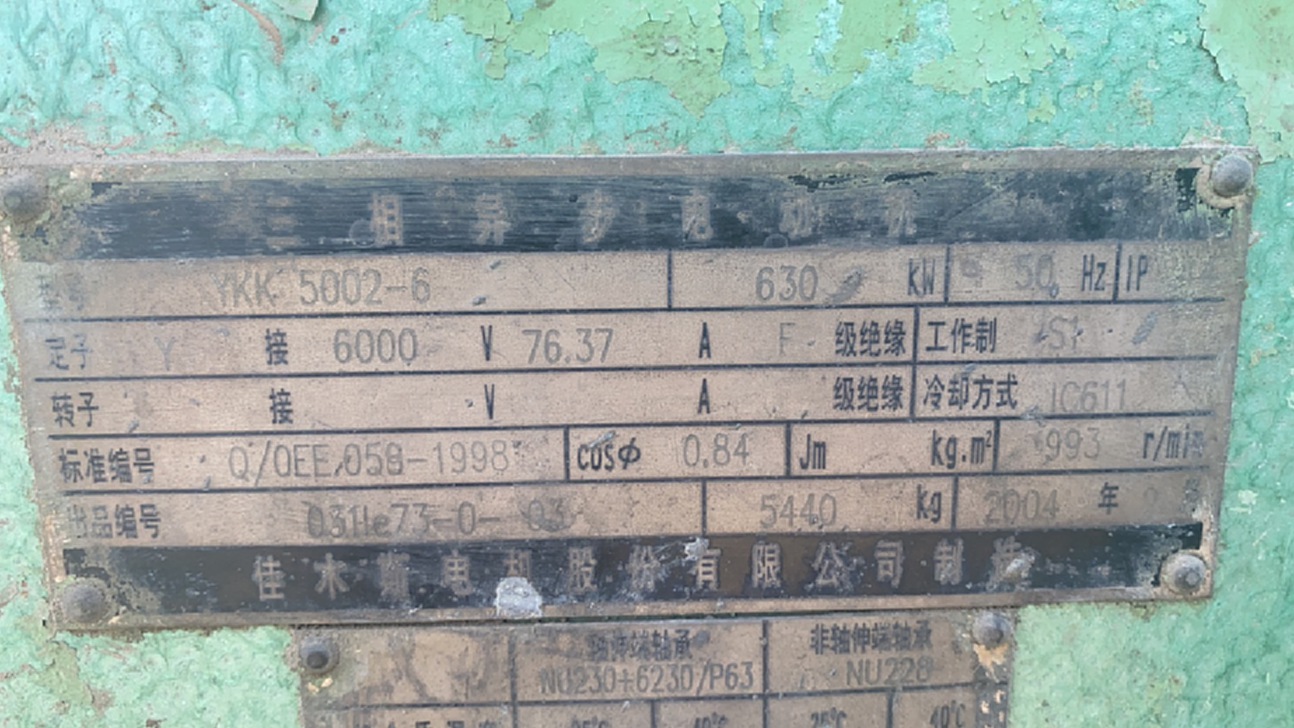 三相异步电动机
型号 YKK 5002-6 630 kW 50 Hz IP
定子 Y 接 6000 V 76.37 A F 级绝缘 工作制 S1
转子 接 V A 级绝缘 冷却方式 IC611
标准编号 Q/OEE.058-1998 cosφ 0.84 Jm kg.m² 993 r/min
出品编号 5440 kg 2004 年 月
佳木斯电机股份有限公司制造
轴伸端轴承 非轴伸端轴承
NU230+6230/P63 NU228
40°C